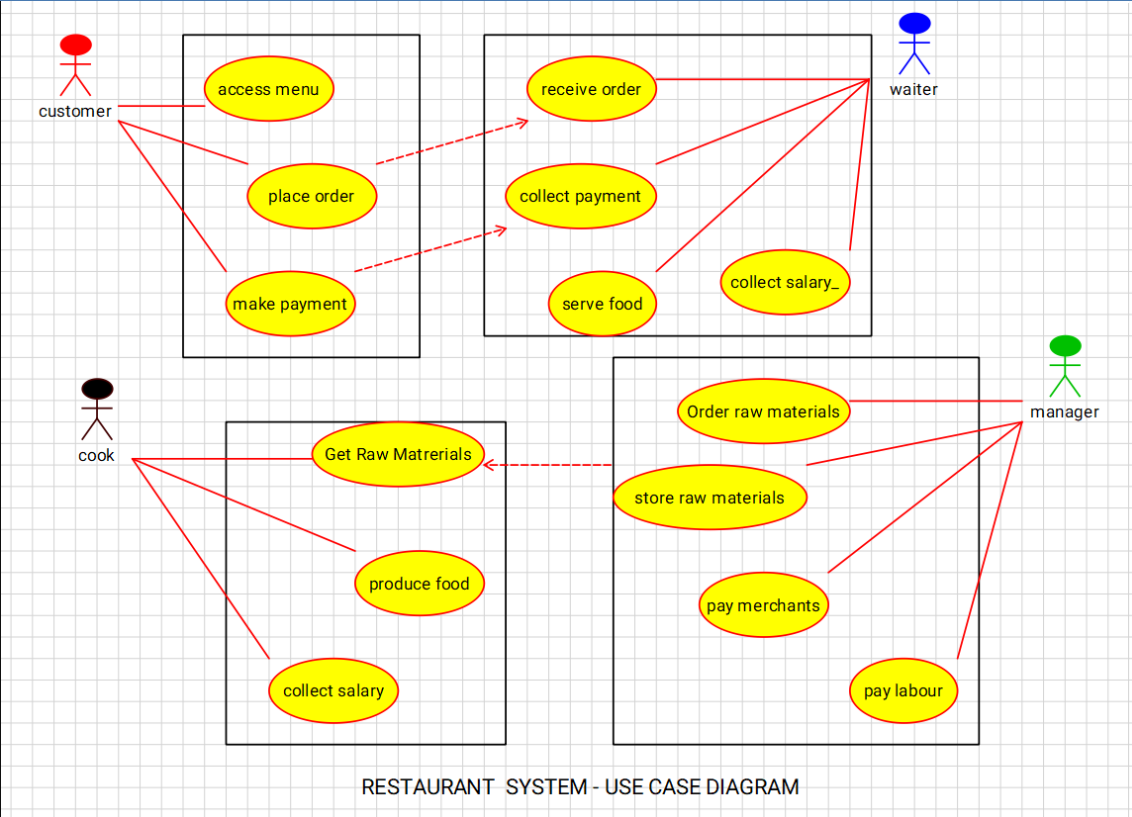 customer
access menu
place order
make payment
receive order
collect payment
serve food
collect salary_
waiter
cook
Get Raw Matrerials
produce food
collect salary
Order raw materials
store raw materials
pay merchants
pay labour
manager
RESTAURANT  SYSTEM - USE CASE DIAGRAM